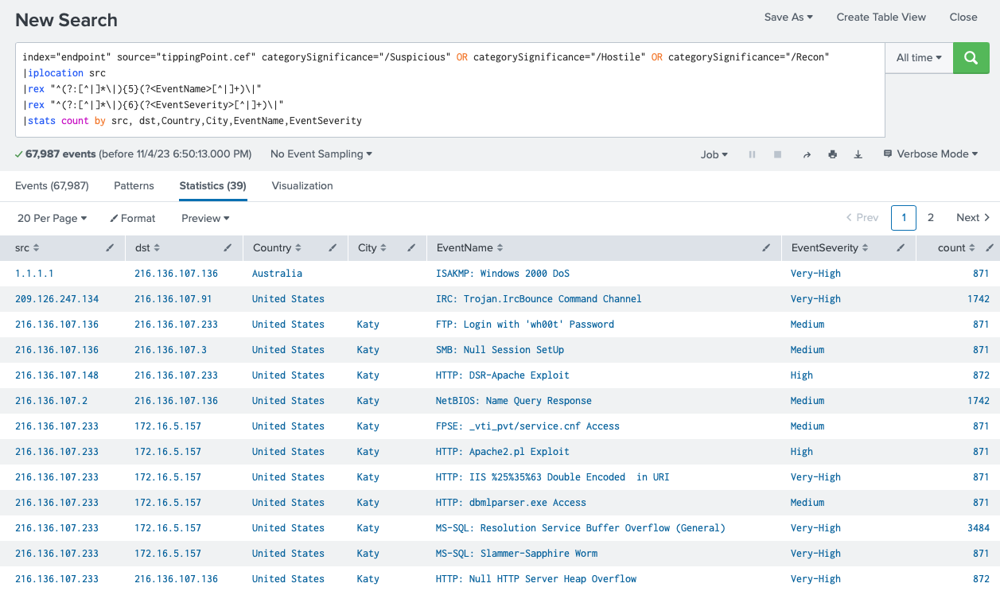 New Search
Save As Create Table View Close
index="endpoint" source="tippingPoint.cef" categorySignificance="/Suspicious" OR categorySignificance="/Hostile" OR categorySignificance="/Recon"
|iplocation src
|rex "^(?:[^|]*\|){5}(?<EventName>[^|]+)\|"
|rex "^(?:[^|]*\|){6}(?<EventSeverity>[^|]+)\|"
|stats count by src, dst,Country,City,EventName,EventSeverity
All time
67,987 events (before 11/4/23 6:50:13.000 PM) No Event Sampling Job Verbose Mode
Events (67,987) Patterns Statistics (39) Visualization
20 Per Page Format Preview Prev 1 2 Next
src dst Country City EventName EventSeverity count
1.1.1.1 216.136.107.136 Australia ISAKMP: Windows 2000 DoS Very-High 871
209.126.247.134 216.136.107.91 United States IRC: Trojan.IrcBounce Command Channel Very-High 1742
216.136.107.136 216.136.107.233 United States Katy FTP: Login with 'wh00t' Password Medium 871
216.136.107.136 216.136.107.3 United States Katy SMB: Null Session SetUp Medium 871
216.136.107.148 216.136.107.233 United States Katy HTTP: DSR-Apache Exploit High 872
216.136.107.2 216.136.107.136 United States Katy NetBIOS: Name Query Response Medium 1742
216.136.107.233 172.16.5.157 United States Katy FPSE: _vti_pvt/service.cnf Access Medium 871
216.136.107.233 172.16.5.157 United States Katy HTTP: Apache2.pl Exploit High 871
216.136.107.233 172.16.5.157 United States Katy HTTP: IIS %25%35%63 Double Encoded  in URI Very-High 871
216.136.107.233 172.16.5.157 United States Katy HTTP: dbmlparser.exe Access Medium 871
216.136.107.233 172.16.5.157 United States Katy MS-SQL: Resolution Service Buffer Overflow (General) Very-High 3484
216.136.107.233 172.16.5.157 United States Katy MS-SQL: Slammer-Sapphire Worm Very-High 871
216.136.107.233 216.136.107.136 United States Katy HTTP: Null HTTP Server Heap Overflow Very-High 872